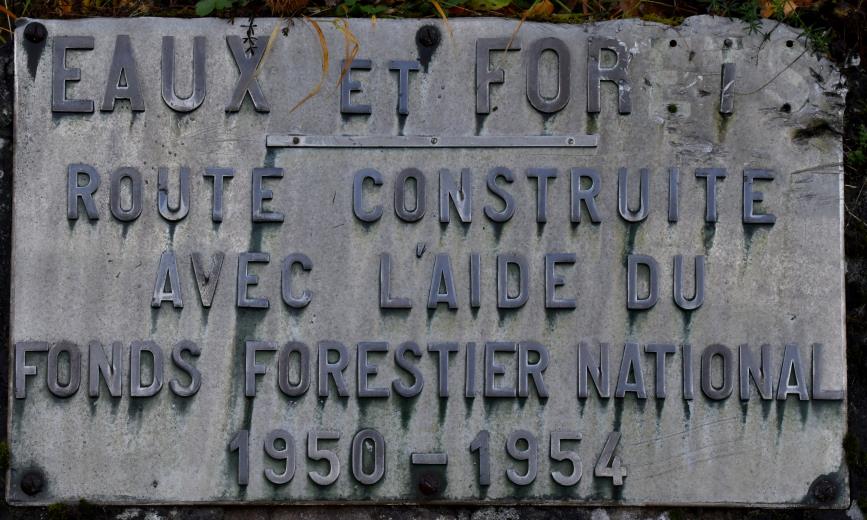 EAUX ET FOR I
ROUTE CONSTRUITE
AVEC L'AIDE DU
FONDS FORESTIER NATIONAL
1950-1954